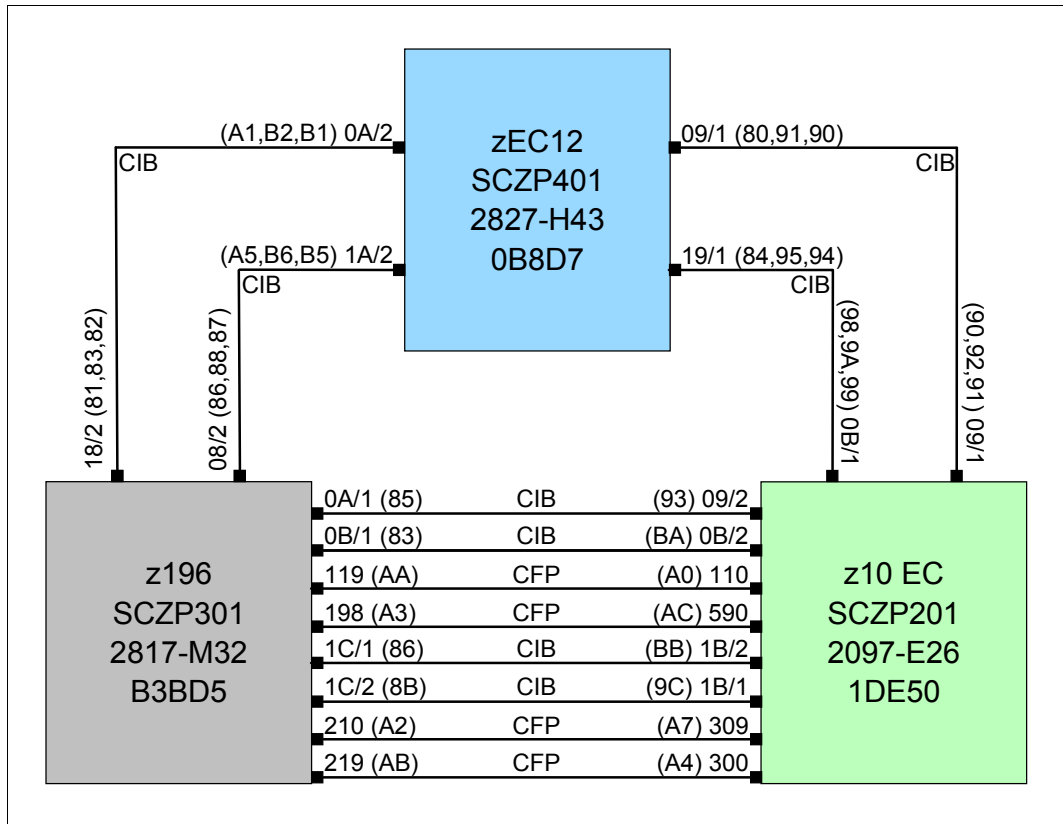 (A1,B2,B1) 0A/2
CIB
(A5,B6,B5) 1A/2
CIB
zEC12
SCZP401
2827-H43
0B8D7
09/1 (80,91,90)
CIB
19/1 (84,95,94)
CIB
18/2 (81,83,82)
08/2 (86,88,87)
(98,9A,99) 0B/1
(90,92,91) 09/1
z196
SCZP301
2817-M32
B3BD5
0A/1 (85) CIB (93) 09/2
0B/1 (83) CIB (BA) 0B/2
119 (AA) CFP (A0) 110
198 (A3) CFP (AC) 590
1C/1 (86) CIB (BB) 1B/2
1C/2 (8B) CIB (9C) 1B/1
210 (A2) CFP (A7) 309
219 (AB) CFP (A4) 300
z10 EC
SCZP201
2097-E26
1DE50